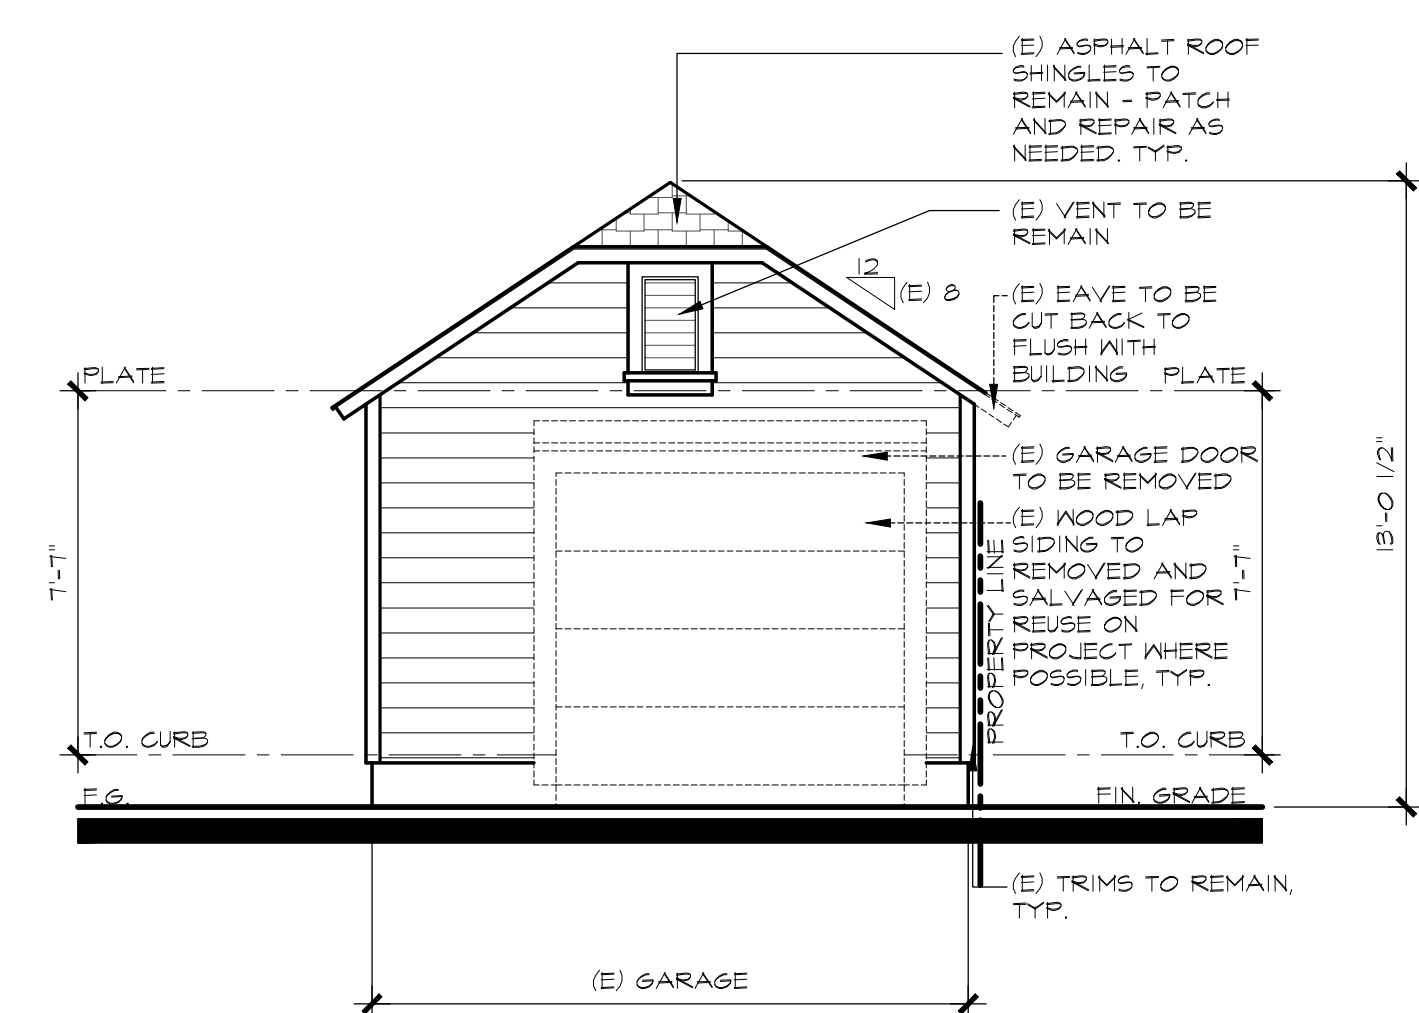 (E) ASPHALT ROOF
SHINGLES TO
REMAIN - PATCH
AND REPAIR AS
NEEDED. TYP.
(E) VENT TO BE
REMAIN
12
(E) 8
(E) EAVE TO BE
CUT BACK TO
FLUSH WITH
BUILDING
PLATE
PLATE
(E) GARAGE DOOR
TO BE REMOVED
(E) WOOD LAP
SIDING TO
REMOVED AND
SALVAGED FOR
REUSE ON
PROJECT WHERE
POSSIBLE, TYP.
PROPERTY LINE
7'-7"
7'-7"
13'-0 1/2"
T.O. CURB
T.O. CURB
F.G.
FIN. GRADE
(E) TRIMS TO REMAIN,
TYP.
(E) GARAGE